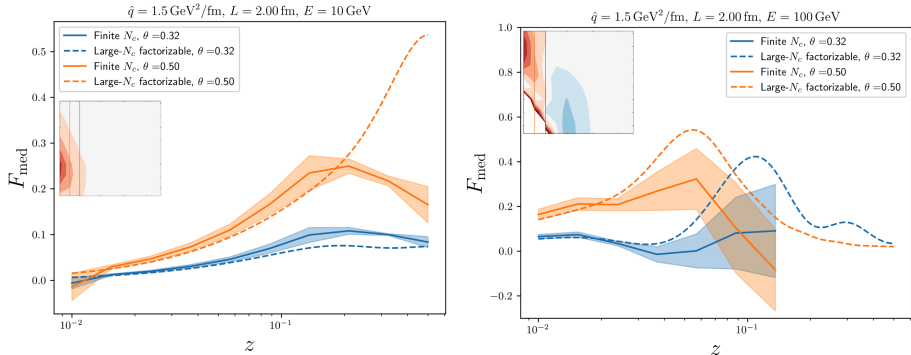 q̂ = 1.5 GeV²/fm, L = 2.00 fm, E = 10 GeV
Finite N_c, θ =0.32
Large-N_c factorizable, θ =0.32
Finite N_c, θ =0.50
Large-N_c factorizable, θ =0.50
F_med
0.5
0.4
0.3
0.2
0.1
0.0
10⁻²
10⁻¹
z
q̂ = 1.5 GeV²/fm, L = 2.00 fm, E = 100 GeV
Finite N_c, θ =0.32
Large-N_c factorizable, θ =0.32
Finite N_c, θ =0.50
Large-N_c factorizable, θ =0.50
F_med
1.0
0.8
0.6
0.4
0.2
0.0
−0.2
10⁻²
10⁻¹
z